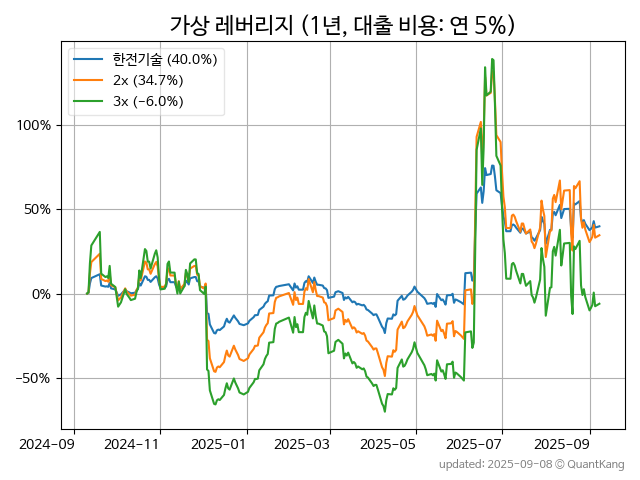 가상 레버리지 (1년, 대출 비용: 연 5%)
한전기술 (40.0%)
2x (34.7%)
3x (-6.0%)
100%
50%
0%
−50%
2024-09 2024-11 2025-01 2025-03 2025-05 2025-07 2025-09
updated: 2025-09-08 © QuantKang